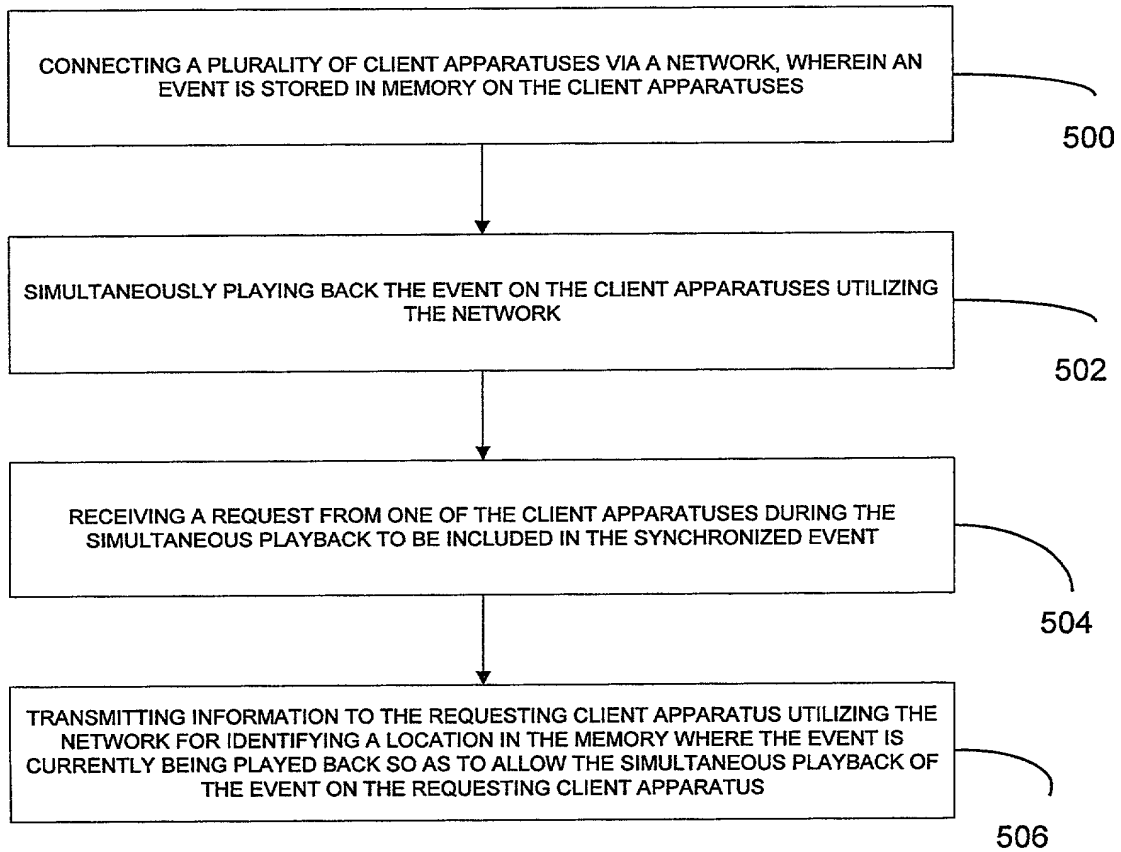 CONNECTING A PLURALITY OF CLIENT APPARATUSES VIA A NETWORK, WHEREIN AN
EVENT IS STORED IN MEMORY ON THE CLIENT APPARATUSES
500
SIMULTANEOUSLY PLAYING BACK THE EVENT ON THE CLIENT APPARATUSES UTILIZING
THE NETWORK
502
RECEIVING A REQUEST FROM ONE OF THE CLIENT APPARATUSES DURING THE
SIMULTANEOUS PLAYBACK TO BE INCLUDED IN THE SYNCHRONIZED EVENT
504
TRANSMITTING INFORMATION TO THE REQUESTING CLIENT APPARATUS UTILIZING THE
NETWORK FOR IDENTIFYING A LOCATION IN THE MEMORY WHERE THE EVENT IS
CURRENTLY BEING PLAYED BACK SO AS TO ALLOW THE SIMULTANEOUS PLAYBACK OF
THE EVENT ON THE REQUESTING CLIENT APPARATUS
506